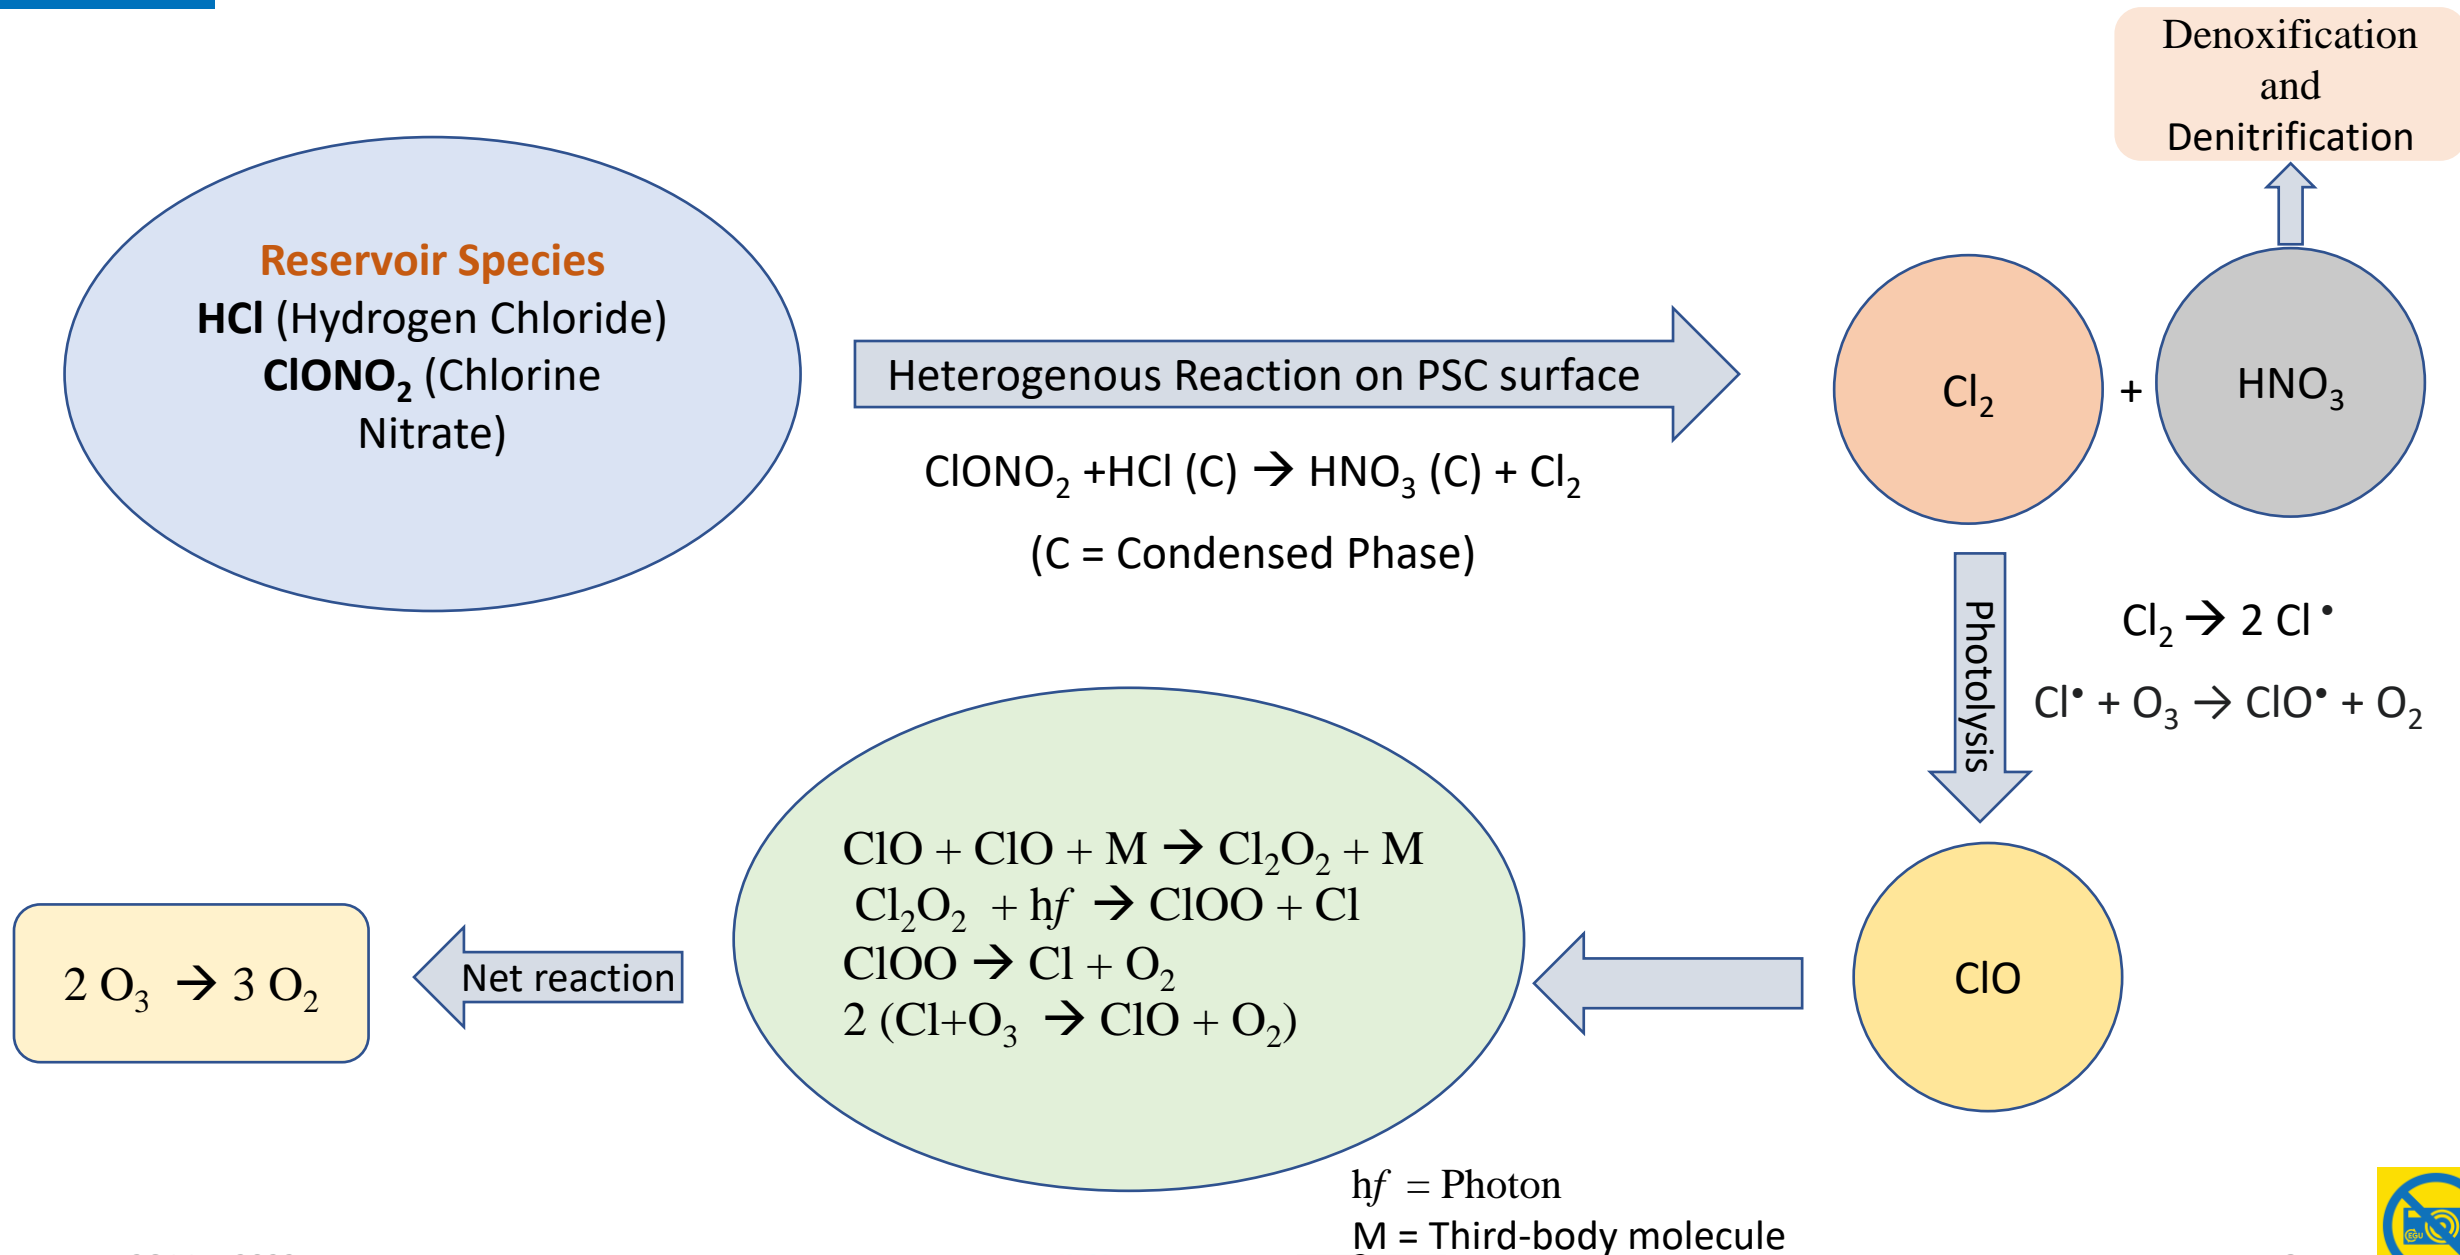 Denoxification
and
Denitrification
Reservoir Species
HCl (Hydrogen Chloride)
ClONO₂ (Chlorine
Nitrate)
Heterogenous Reaction on PSC surface
ClONO₂ +HCl (C) → HNO₃ (C) + Cl₂
(C = Condensed Phase)
Cl₂
+
HNO₃
Photolysis
Cl₂ → 2 Cl •
Cl• + O₃ → ClO• + O₂
ClO
ClO + ClO + M → Cl₂O₂ + M
Cl₂O₂ + hf → ClOO + Cl
ClOO → Cl + O₂
2 (Cl+O₃ → ClO + O₂)
Net reaction
2 O₃ → 3 O₂
hf = Photon
M = Third-body molecule
EGU